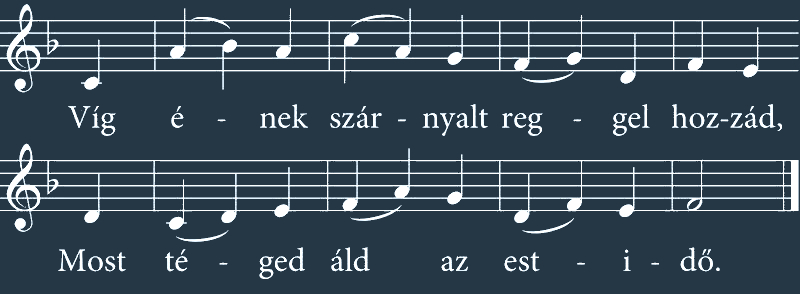 Víg é - nek szár - nyalt reg - gel hoz-zád,
Most té - ged áld az est - i - dő.